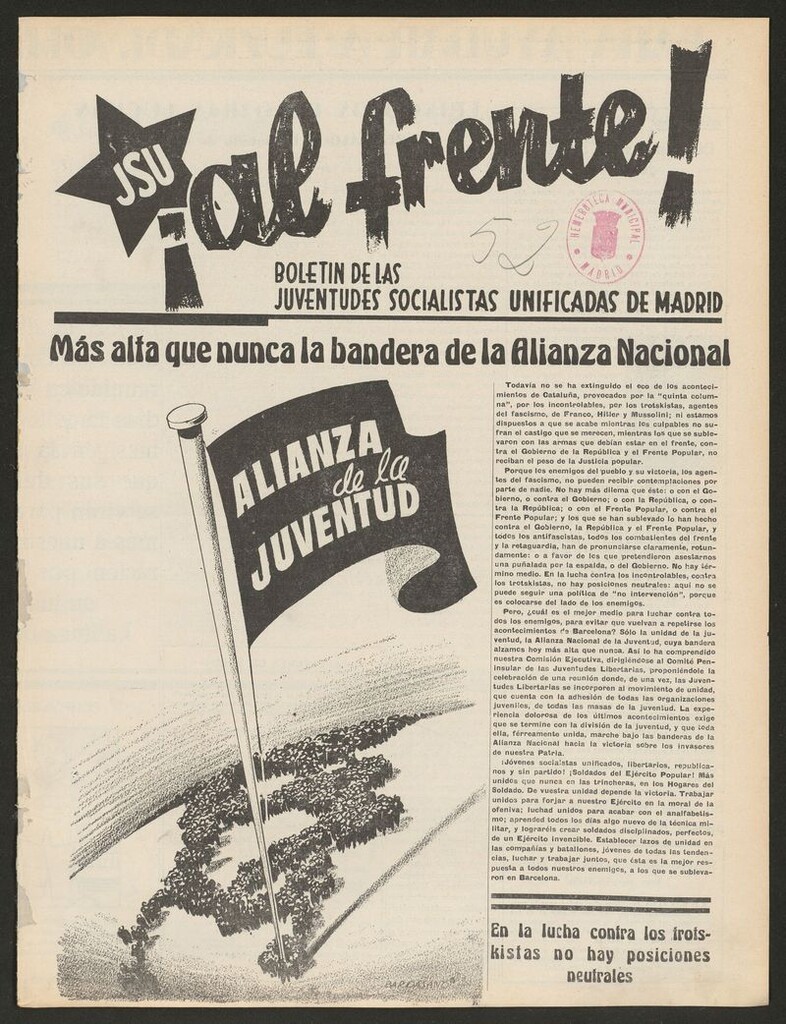 JSU
¡al frente!
52
HEMEROTECA MUNICIPAL
MADRID
BOLETIN DE LAS
JUVENTUDES SOCIALISTAS UNIFICADAS DE MADRID
Más alta que nunca la bandera de la Alianza Nacional
ALIANZA
de la
JUVENTUD
BARDASANO
Todavía no se ha extinguido el eco de los aconteci-
mientos de Cataluña, provocados por la "quinta colum-
na", por los incontrolables, por los trotskistas, agentes
del fascismo, de Franco, Hitler y Mussolini; ni estamos
dispuestos a que se acabe mientras los culpables no su-
fran el castigo que se merecen, mientras los que se suble-
varon con las armas que debían estar en el frente, con-
tra el Gobierno de la República y el Frente Popular, no
reciban el peso de la Justicia popular.
Porque los enemigos del pueblo y su victoria, los agen-
tes del fascismo, no pueden recibir contemplaciones por
parte de nadie. No hay más dilema que éste: o con el Go-
bierno, o contra el Gobierno; o con la República, o con-
tra la República; o con el Frente Popular, o contra el
Frente Popular; y los que se han sublevado lo han hecho
contra el Gobierno, la República y el Frente Popular, y
todos los antifascistas, todos los combatientes del frente
y la retaguardia, han de pronunciarse claramente, rotun-
damente: o a favor de los que pretendieron asestarnos
una puñalada por la espalda, o del Gobierno. No hay tér-
mino medio. En la lucha contra los incontrolables, contra
los trotskistas, no hay posiciones neutrales: aquí no se
puede seguir una política de "no intervención", porque
es colocarse del lado de los enemigos.
Pero, ¿cuál es el mejor medio para luchar contra to-
dos los enemigos, para evitar que vuelvan a repetirse los
acontecimientos de Barcelona? Sólo la unidad de la ju-
ventud, la Alianza Nacional de la Juventud, cuya bandera
alzamos hoy más alta que nunca. Así lo ha comprendido
nuestra Comisión Ejecutiva, dirigiéndose al Comité Pen-
insular de las Juventudes Libertarias, proponiéndole la
celebración de una reunión donde, de una vez, las Juven-
tudes Libertarias se incorporen al movimiento de unidad,
que cuenta con la adhesión de todas las organizaciones
juveniles, de todas las masas de la juventud. La expe-
riencia dolorosa de los últimos acontecimientos exige
que se termine con la división de la juventud, y que toda
ella, férreamente unida, marche bajo las banderas de la
Alianza Nacional hacia la victoria sobre los invasores
de nuestra Patria.
¡Jóvenes socialistas unificados, libertarios, republica-
nos y sin partido! ¡Soldados del Ejército Popular! Más
unidos que nunca en las trincheras, en los Hogares del
Soldado. De vuestra unidad depende la victoria. Trabajar
unidos para forjar a nuestro Ejército en la moral de la
ofeniva; luchad unidos para acabar con el analfabetis-
mo; aprended todos los días algo nuevo de la técnica mi-
litar, y lograréis crear soldados disciplinados, perfectos,
de un Ejército invencible. Establecer lazos de unidad en
las compañías y batallones, jóvenes de todas las tenden-
cias, luchar y trabajar juntos, que ésta es la mejor res-
puesta a todos nuestros enemigos, a los que se subleva-
ron en Barcelona.
En la lucha contra los trots-
kistas no hay posiciones
neutrales